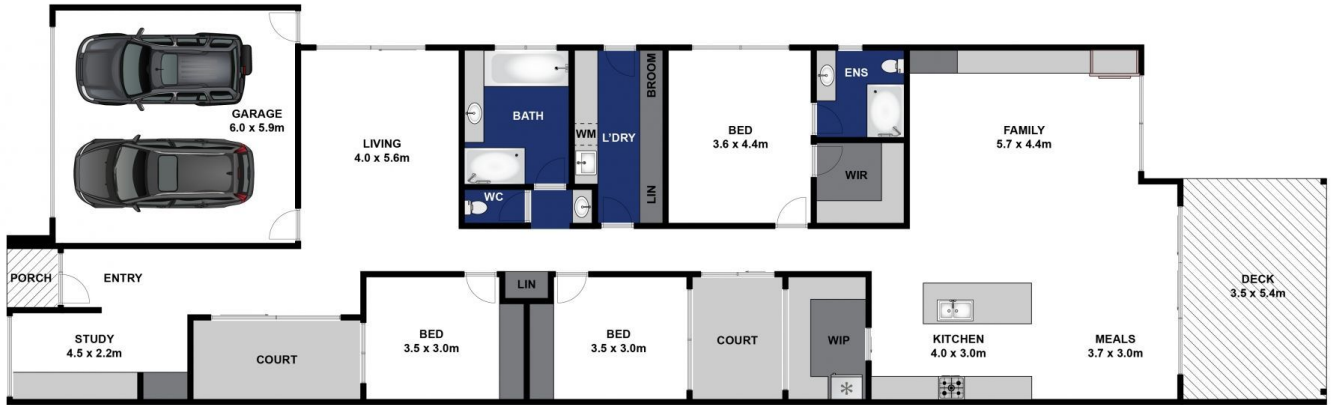 GARAGE
6.0 x 5.9m
LIVING
4.0 x 5.6m
BATH
WC
WM
L'DRY
BROOM
LIN
BED
3.6 x 4.4m
ENS
WIR
FAMILY
5.7 x 4.4m
PORCH
ENTRY
STUDY
4.5 x 2.2m
COURT
BED
3.5 x 3.0m
LIN
BED
3.5 x 3.0m
COURT
WIP
KITCHEN
4.0 x 3.0m
MEALS
3.7 x 3.0m
DECK
3.5 x 5.4m